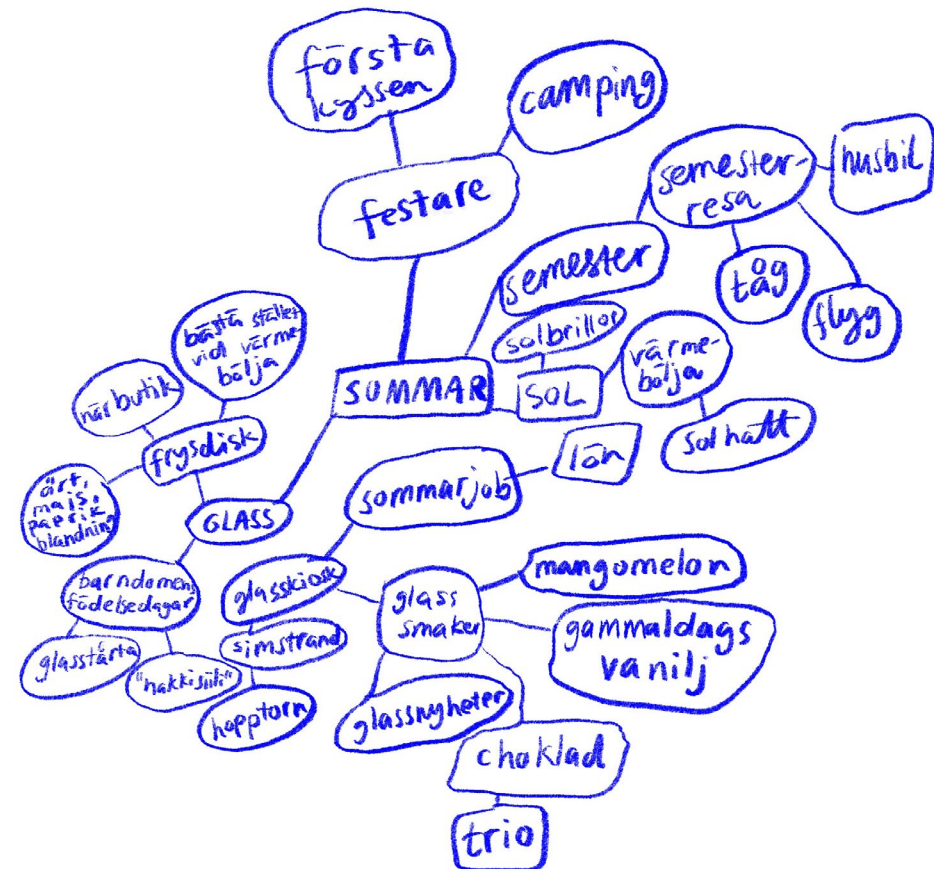 första
kyssen
camping
festare
semester-
resa
husbil
tåg
flyg
semester
solbrillor
värme-
bölja
SOL
solhatt
SUMMAR
bästa stället
vid värme-
bölja
närbutik
frysdisk
ärt,
majs,
paprik
blandning
GLASS
lön
sommarjob
barndomens
födelsedagar
glasstårta
"nakkisiili"
glasskiosk
simstrand
hopptorn
glass
smaker
mangomelon
gammaldags
vanilj
glassnyheter
choklad
trio